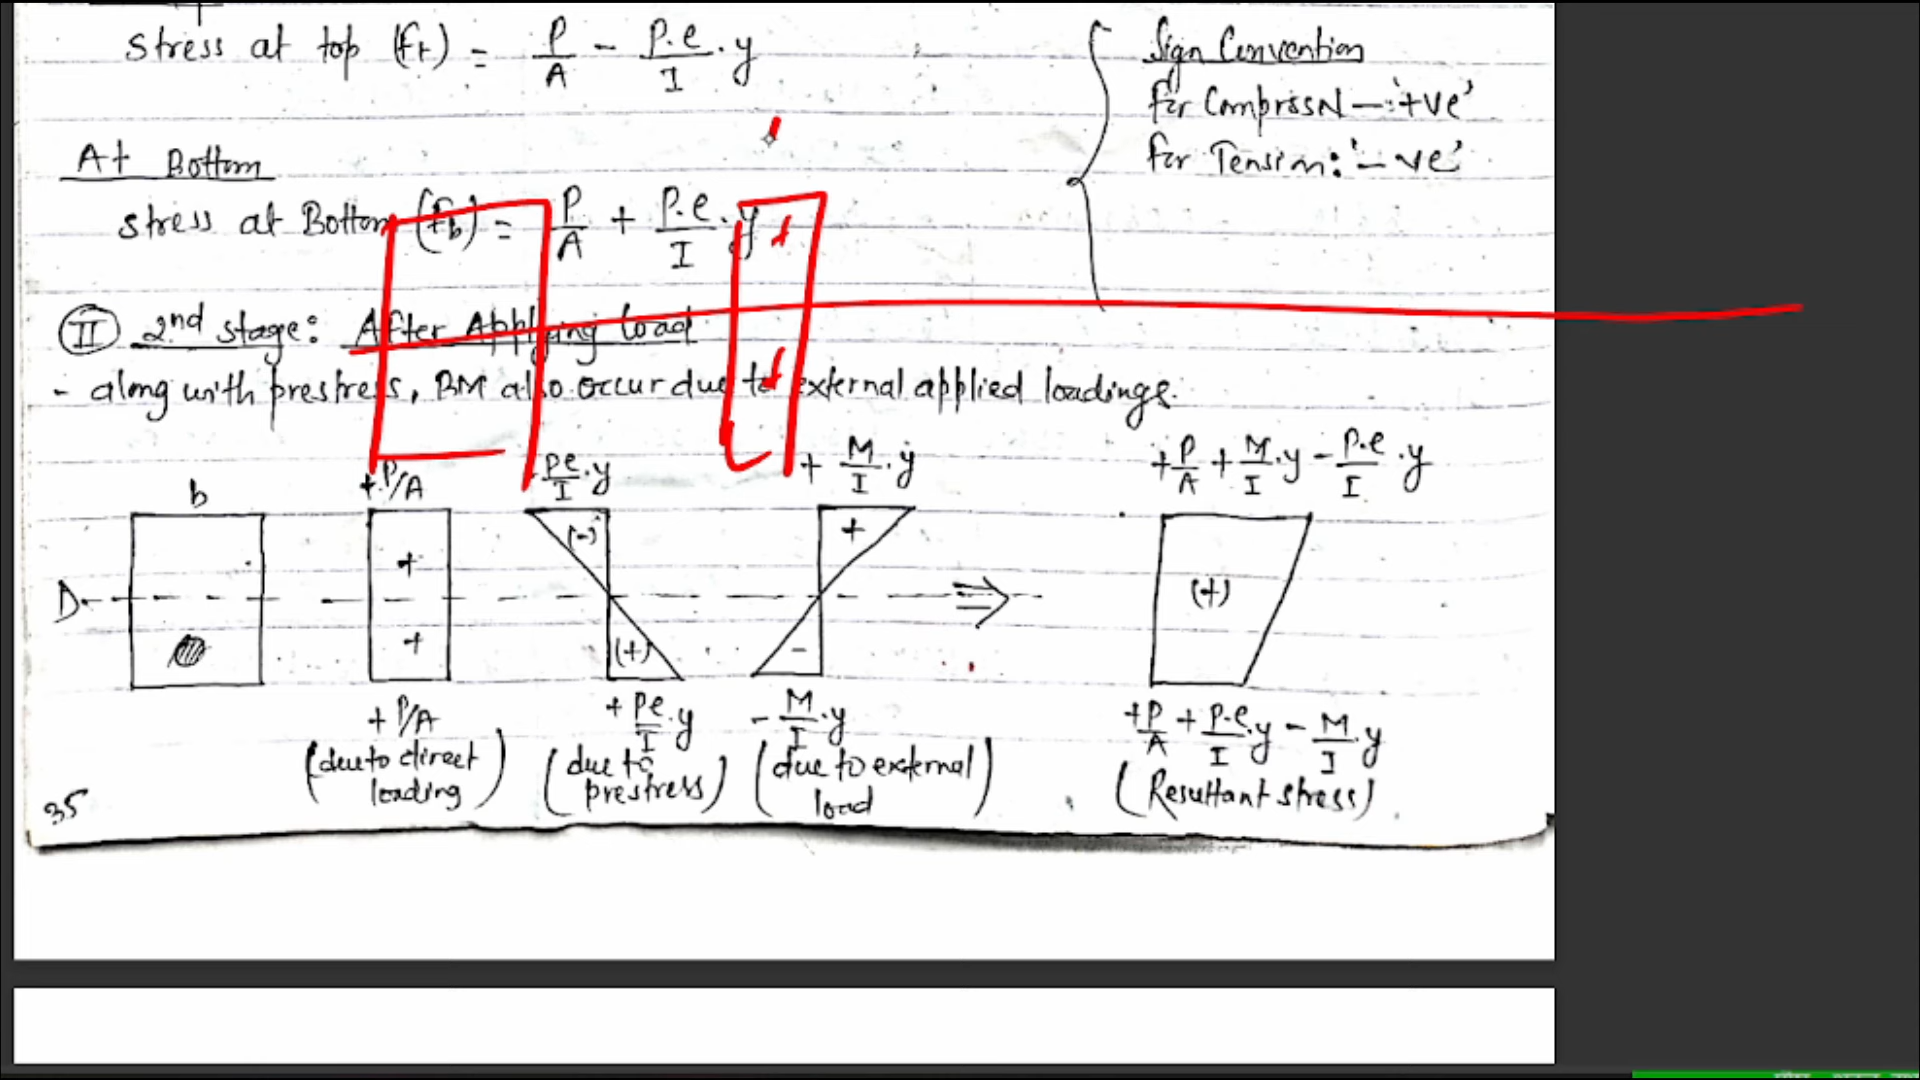 stress at top (ft) = P/A - P.e/I . y
Sign Convention
for CompressN —: '+ve'
for Tension: '- ve'
At Bottom
stress at Bottom (fb) = P/A + P.e/I . y
II 2nd stage: After Applying load
- along with prestress, BM also occur due to external applied loadings.
b
+P/A
- Pe/I . y
+ M/I . y
+ P/A + M/I . y - P.e/I . y
(-)
+
+
(+)
D
+
(+)
-
+ P/A
+ Pe/I . y
- M/I . y
+P/A + P.e/I y - M/I . y
(due to direct loading)
(due to prestress)
(due to external load)
(Resultant stress)
35